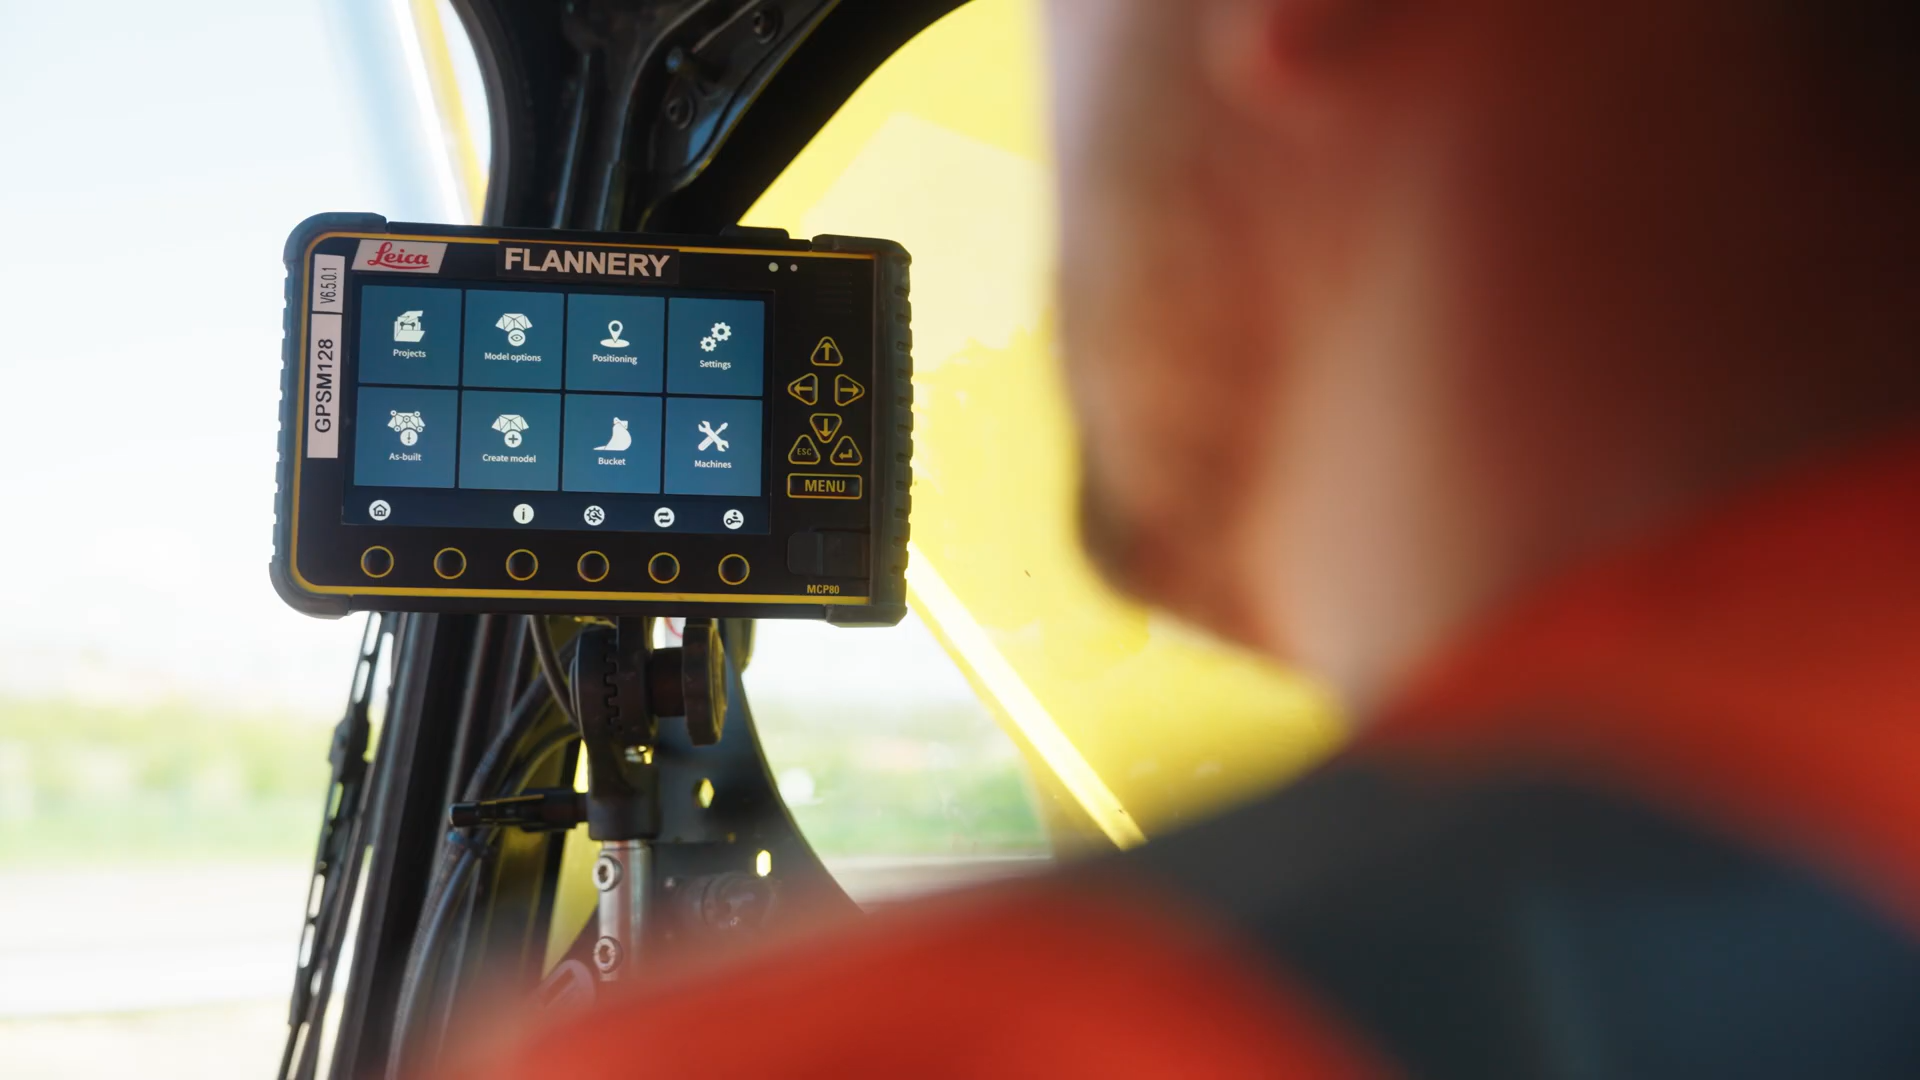 Leica
FLANNERY
V6.5.0.1
GPSM128
Projects
Model options
Positioning
Settings
As-built
Create model
Bucket
Machines
ESC
MENU
MCP80